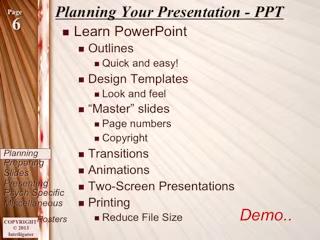 Page
6
Planning Your Presentation - PPT
Learn PowerPoint
Outlines
Quick and easy!
Design Templates
Look and feel
“Master” slides
Page numbers
Copyright
Transitions
Animations
Two-Screen Presentations
Printing
Reduce File Size
Demo..
Planning
Preparing
Slides
Presenting
Psych Specific
Miscellaneous
Posters
COPYRIGHT
© 2013
Intelligator